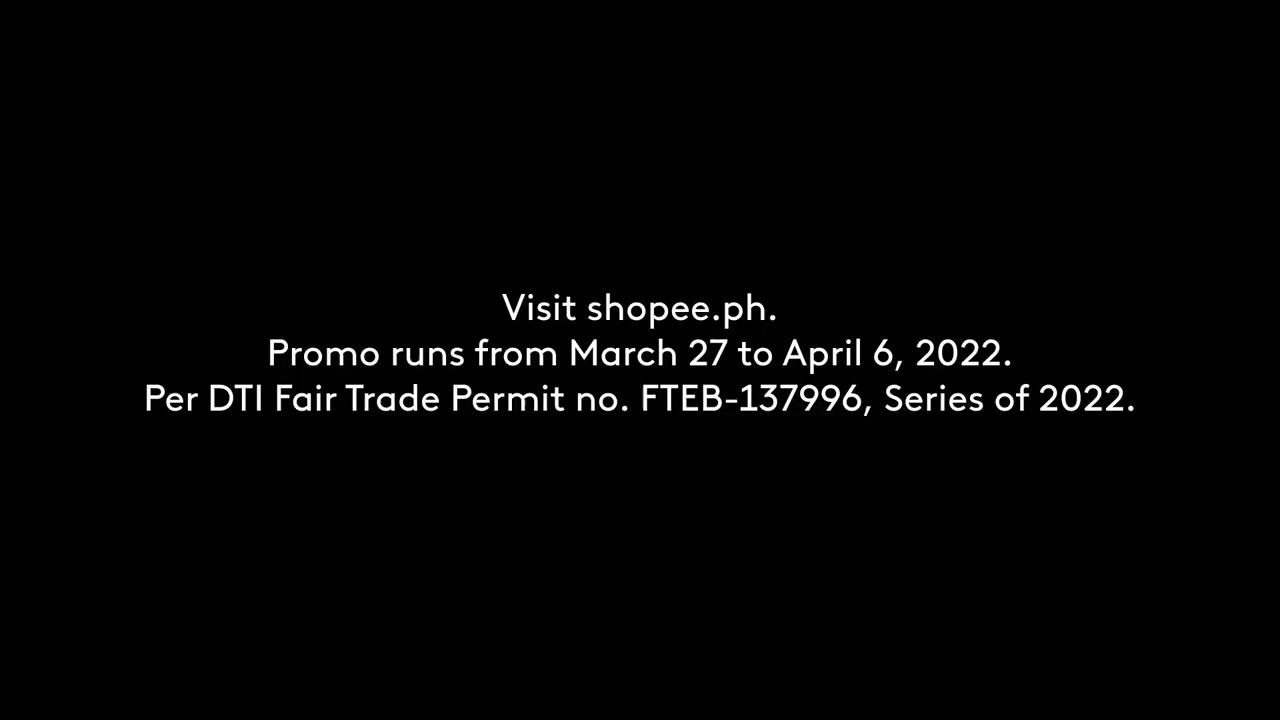 Visit shopee.ph.
Promo runs from March 27 to April 6, 2022.
Per DTI Fair Trade Permit no. FTEB-137996, Series of 2022.